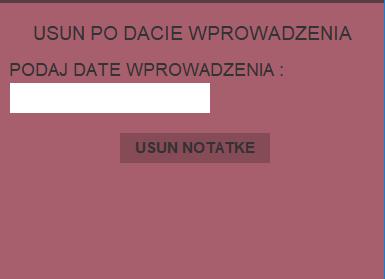 USUN PO DACIE WPROWADZENIA
PODAJ DATE WPROWADZENIA :
USUN NOTATKE